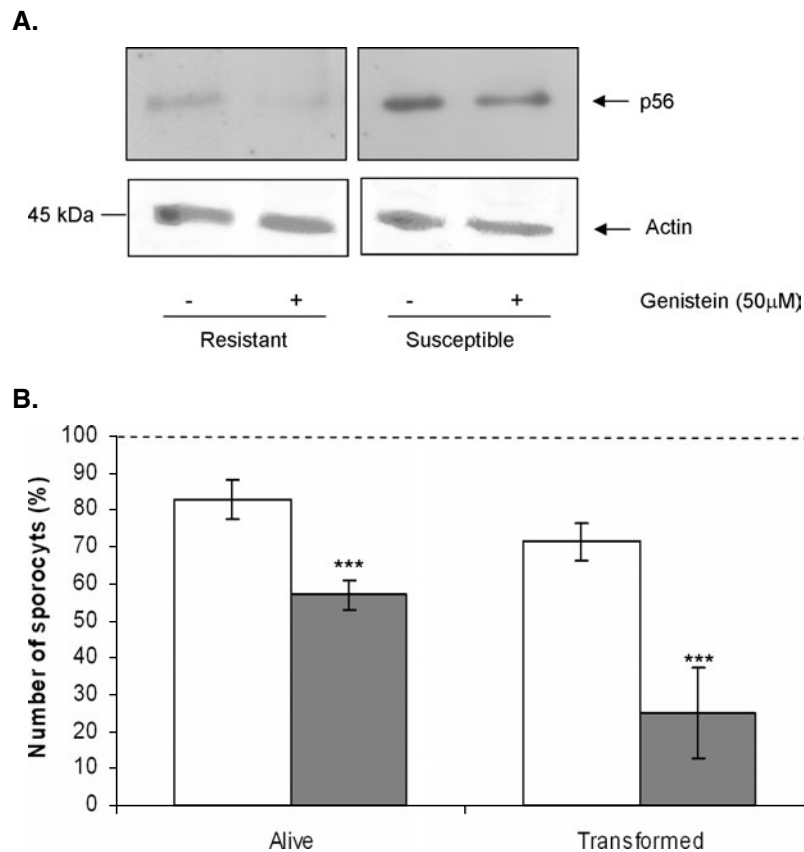 A.
p56
45 kDa
Actin
- + - + Genistein (50μM)
Resistant Susceptible
B.
Number of sporocyts (%)
100
90
80
70
60
50
40
30
20
10
0
***
***
Alive Transformed